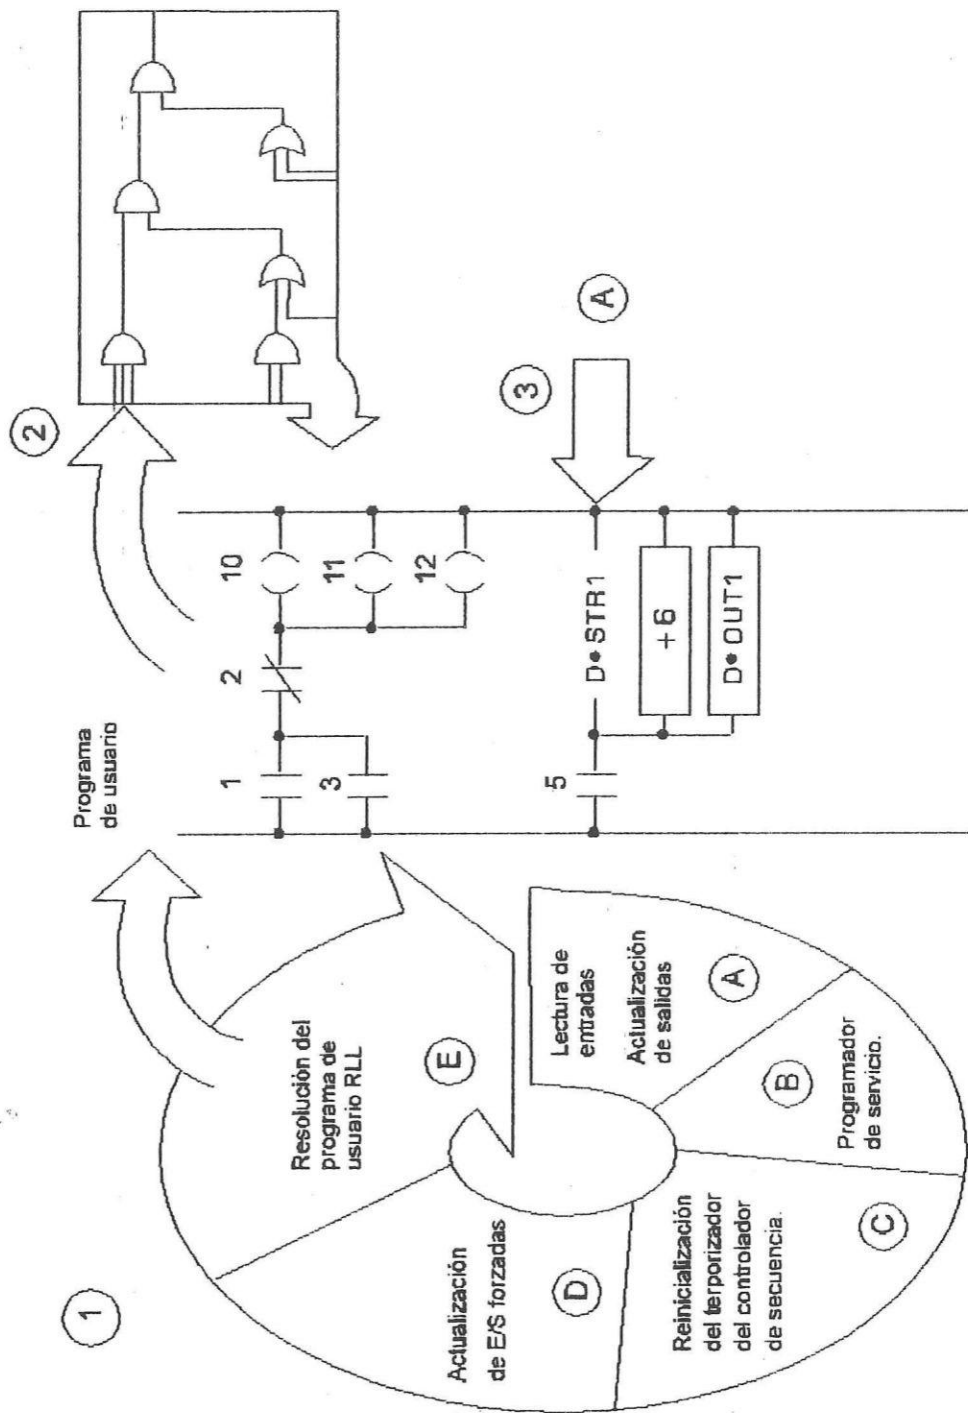 1
Resolución del
programa de
usuario RLL
E
Lectura de
entradas
Actualización
de salidas
A
Programador
de servicio.
B
Reinicialización
del terporizador
del controlador
de secuencia.
C
Actualización
de E/S forzadas
D
Programa
de usuario
2
1
2
10
3
11
12
5
D• STR1
+6
D• OUT1
3
A